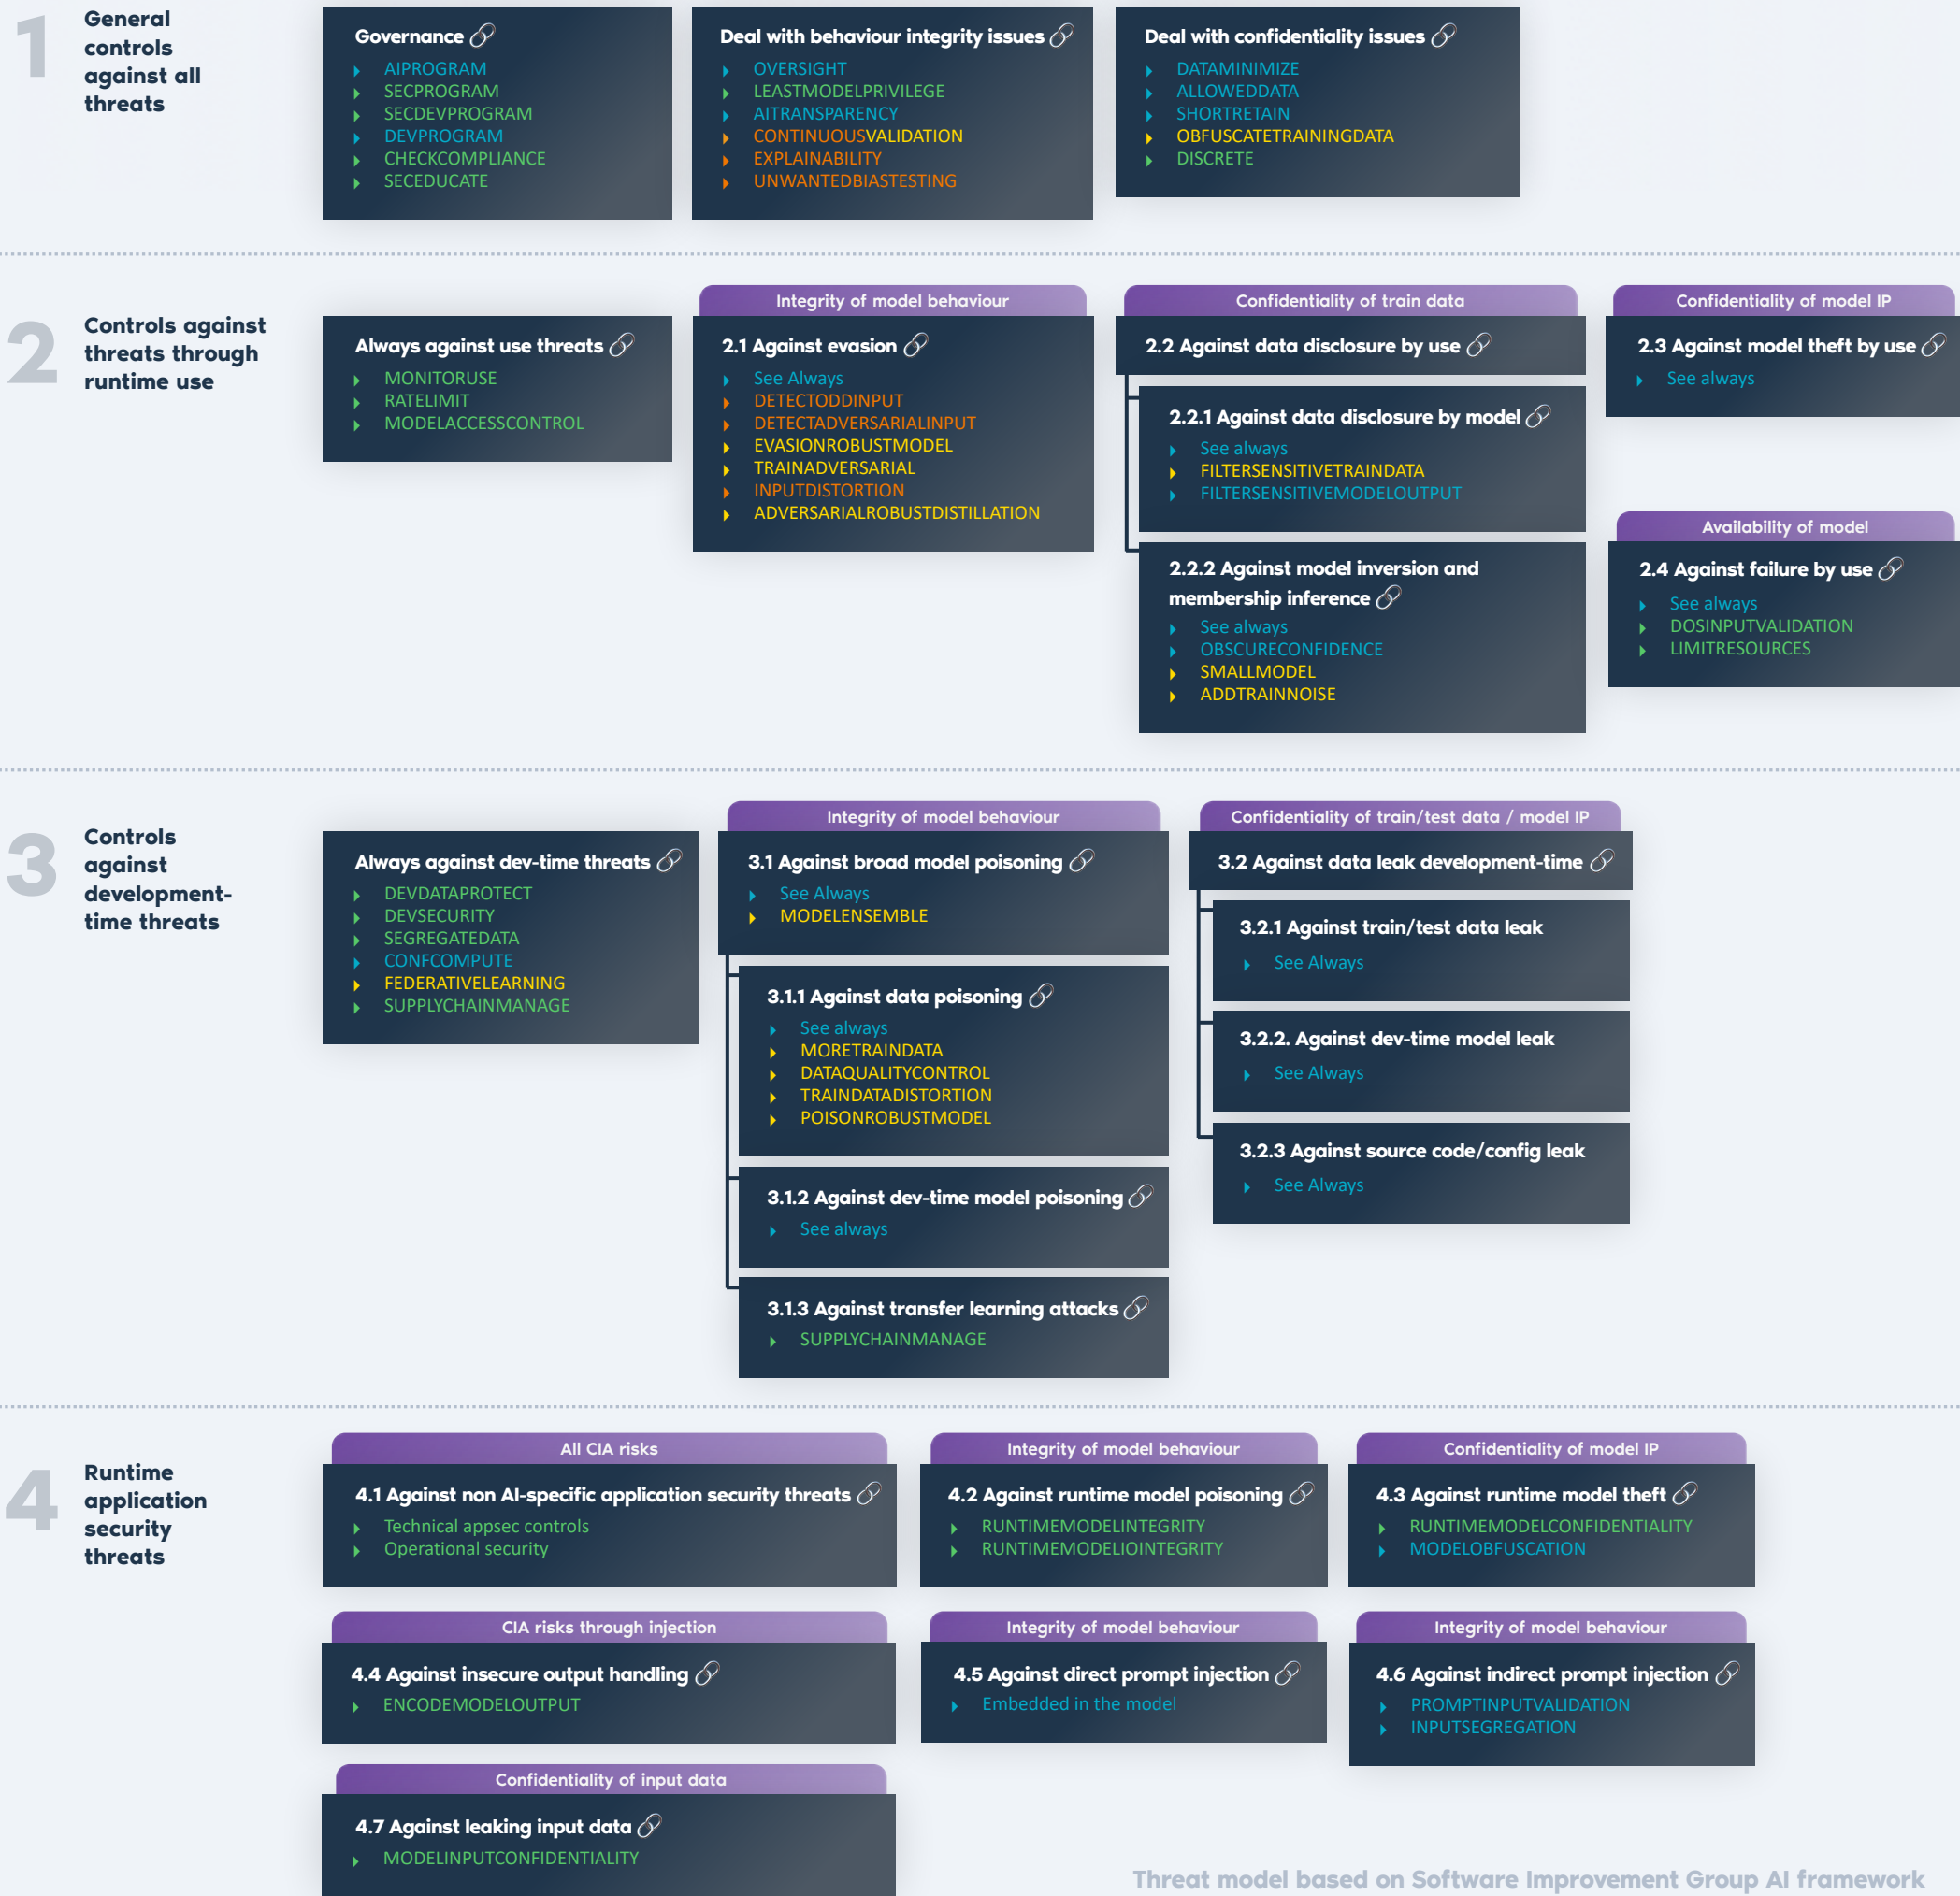 1
General
controls
against all
threats
Governance
AIPROGRAM
SECPROGRAM
SECDEVPROGRAM
DEVPROGRAM
CHECKCOMPLIANCE
SECEDUCATE
Deal with behaviour integrity issues
OVERSIGHT
LEASTMODELPRIVILEGE
AITRANSPARENCY
CONTINUOUSVALIDATION
EXPLAINABILITY
UNWANTEDBIASTESTING
Deal with confidentiality issues
DATAMINIMIZE
ALLOWEDDATA
SHORTRETAIN
OBFUSCATETRAININGDATA
DISCRETE
2
Controls against
threats through
runtime use
Always against use threats
MONITORUSE
RATELIMIT
MODELACCESSCONTROL
Integrity of model behaviour
2.1 Against evasion
See Always
DETECTODDINPUT
DETECTADVERSARIALINPUT
EVASIONROBUSTMODEL
TRAINADVERSARIAL
INPUTDISTORTION
ADVERSARIALROBUSTDISTILLATION
Confidentiality of train data
2.2 Against data disclosure by use
2.2.1 Against data disclosure by model
See always
FILTERSENSITIVETRAINDATA
FILTERSENSITIVEMODELOUTPUT
2.2.2 Against model inversion and
membership inference
See always
OBSCURECONFIDENCE
SMALLMODEL
ADDTRAINNOISE
Confidentiality of model IP
2.3 Against model theft by use
See always
Availability of model
2.4 Against failure by use
See always
DOSINPUTVALIDATION
LIMITRESOURCES
3
Controls
against
development-
time threats
Always against dev-time threats
DEVDATAPROTECT
DEVSECURITY
SEGREGATEDATA
CONFCOMPUTE
FEDERATIVELEARNING
SUPPLYCHAINMANAGE
Integrity of model behaviour
3.1 Against broad model poisoning
See Always
MODELENSEMBLE
3.1.1 Against data poisoning
See always
MORETRAINDATA
DATAQUALITYCONTROL
TRAINDATADISTORTION
POISONROBUSTMODEL
3.1.2 Against dev-time model poisoning
See always
3.1.3 Against transfer learning attacks
SUPPLYCHAINMANAGE
Confidentiality of train/test data / model IP
3.2 Against data leak development-time
3.2.1 Against train/test data leak
See Always
3.2.2. Against dev-time model leak
See Always
3.2.3 Against source code/config leak
See Always
4
Runtime
application
security
threats
All CIA risks
4.1 Against non AI-specific application security threats
Technical appsec controls
Operational security
Integrity of model behaviour
4.2 Against runtime model poisoning
RUNTIMEMODELINTEGRITY
RUNTIMEMODELIOINTEGRITY
Confidentiality of model IP
4.3 Against runtime model theft
RUNTIMEMODELCONFIDENTIALITY
MODELOBFUSCATION
CIA risks through injection
4.4 Against insecure output handling
ENCODEMODELOUTPUT
Integrity of model behaviour
4.5 Against direct prompt injection
Embedded in the model
Integrity of model behaviour
4.6 Against indirect prompt injection
PROMPTINPUTVALIDATION
INPUTSEGREGATION
Confidentiality of input data
4.7 Against leaking input data
MODELINPUTCONFIDENTIALITY
Threat model based on Software Improvement Group AI framework